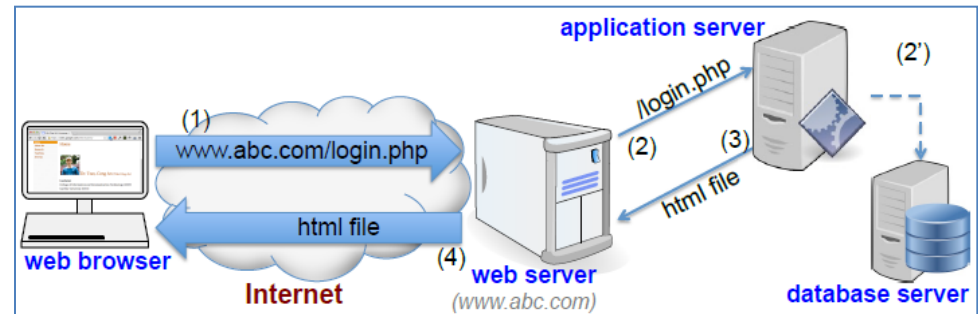 application server
(2')
/login.php
(1)
www.abc.com/login.php
(2)
(3)
html file
html file
(4)
web browser
web server
Internet
(www.abc.com)
database server